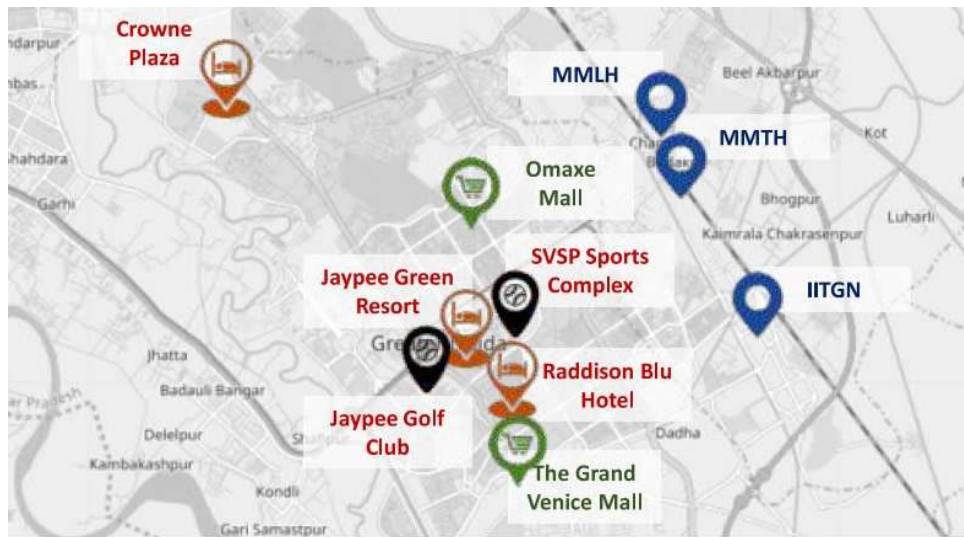 Crowne
Plaza
MMLH
Beel Akbarpur
MMTH
Kot
Omaxe
Mall
Shahdara
Garhi
Bhogpur
Luharli
Kaimrala Chakrasenpur
SVSP Sports
Complex
Jaypee Green
Resort
IITGN
Jhatta
Badauli Bangar
Raddison Blu
Hotel
Jaypee Golf
Club
Delelpur
Dadha
Kambakashpur
The Grand
Venice Mall
Kondli
Gari Samastpur